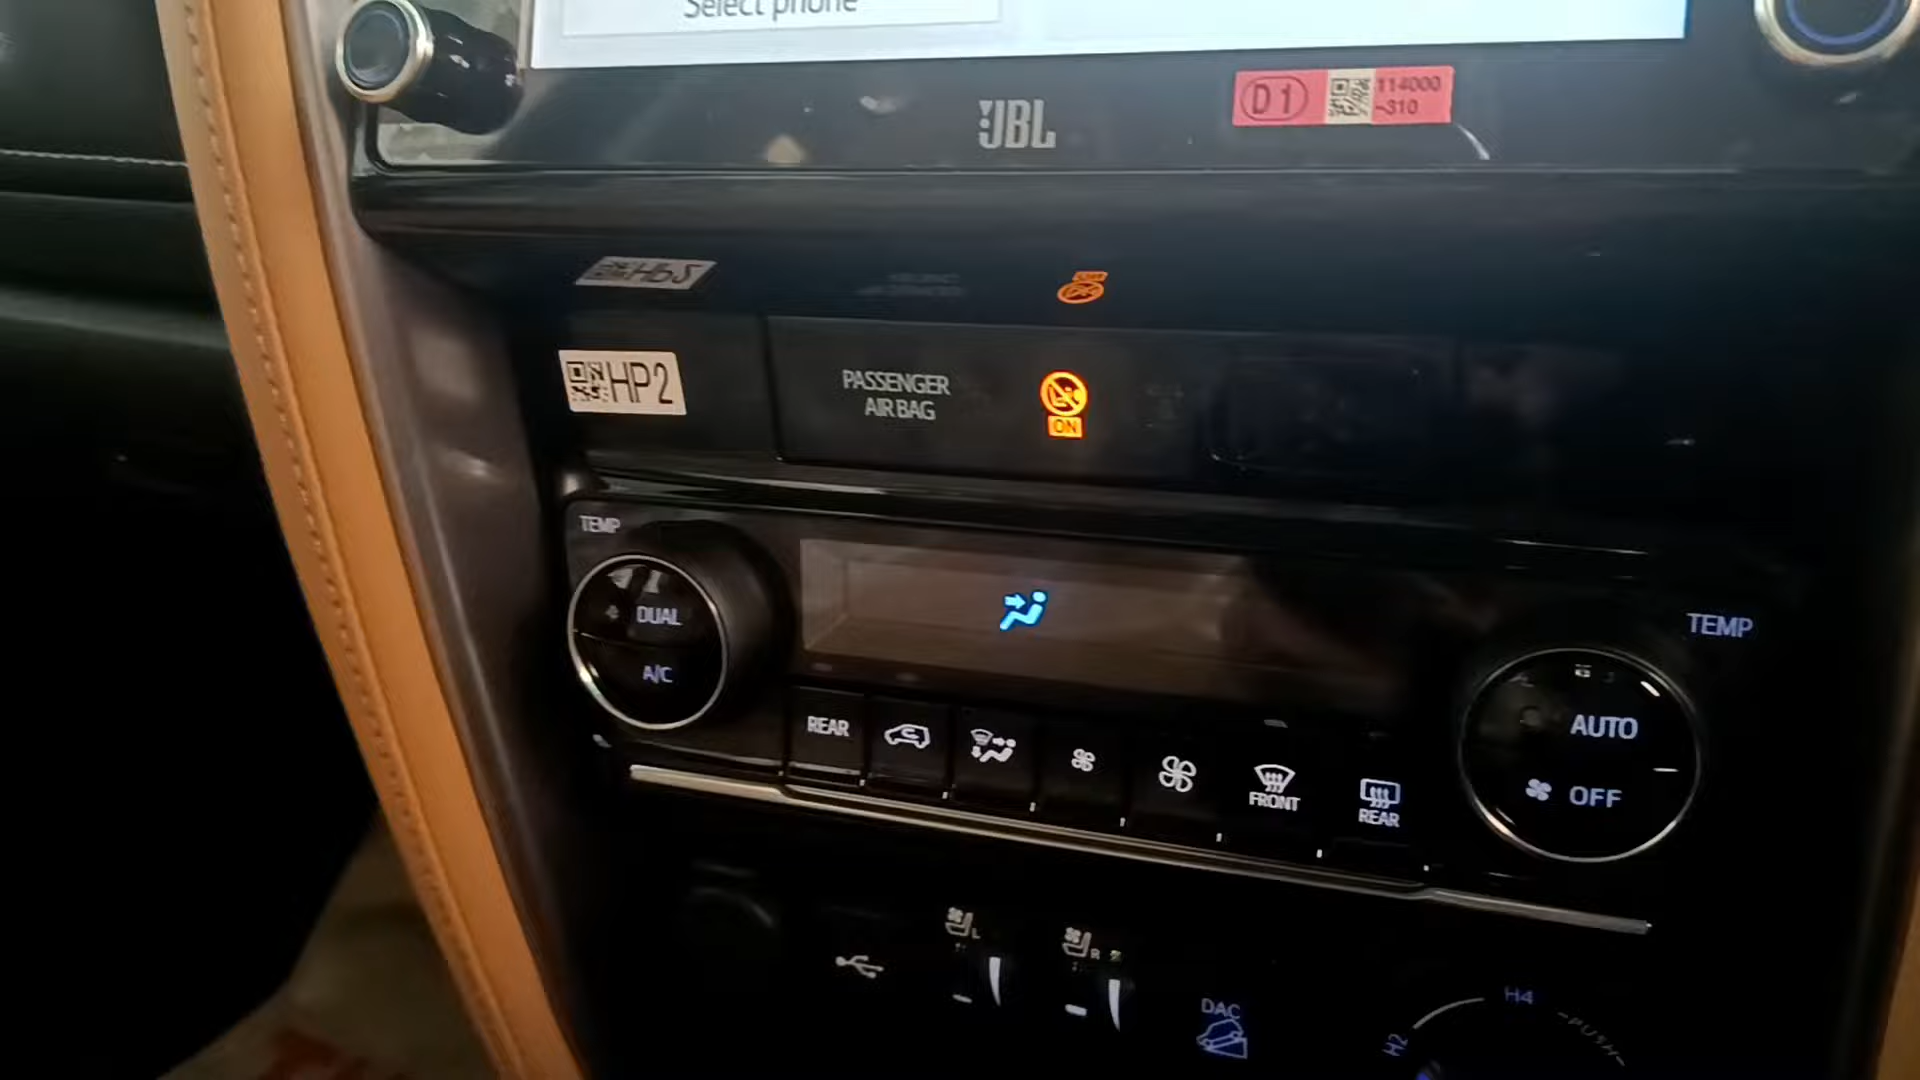 Select phone
JBL
D1
114000
~310
HP2
PASSENGER
AIR BAG
ON
TEMP
DUAL
A/C
TEMP
AUTO
OFF
REAR
FRONT
REAR
L
R
DAC
H2
H4
-PUSH-